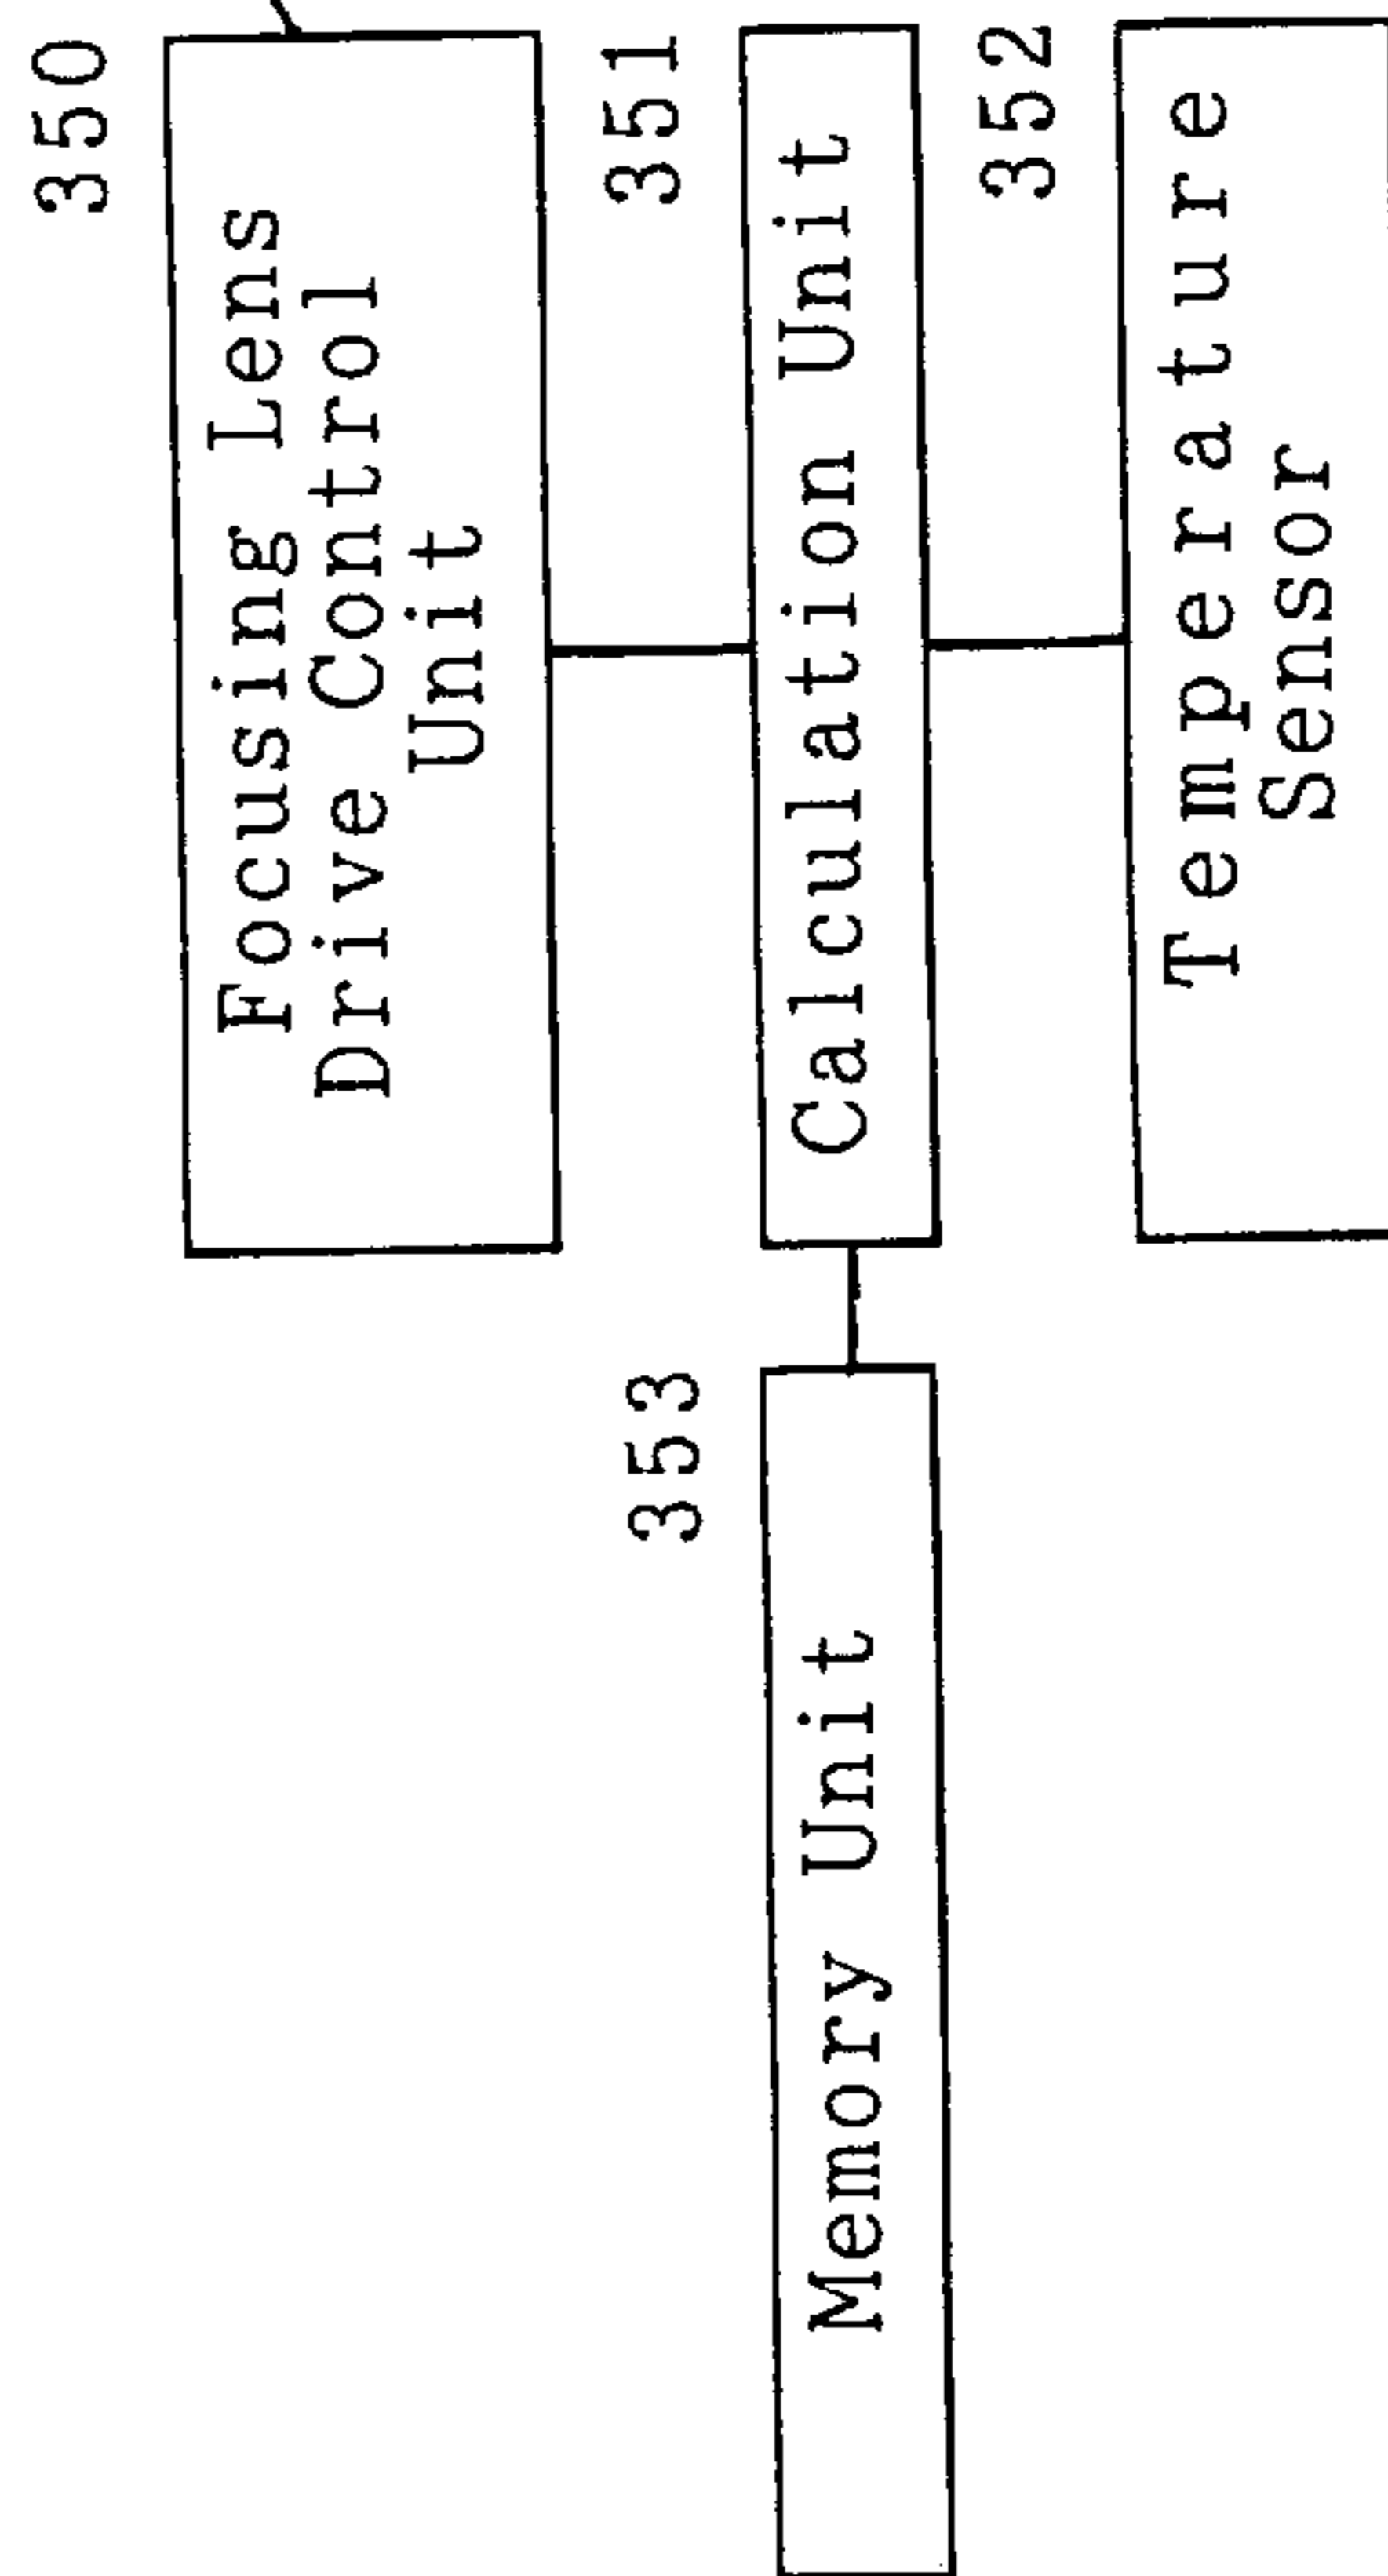 350
Focusing Lens
Drive Control
Unit
351
Calculation Unit
352
Temperature
Sensor
353
Memory Unit